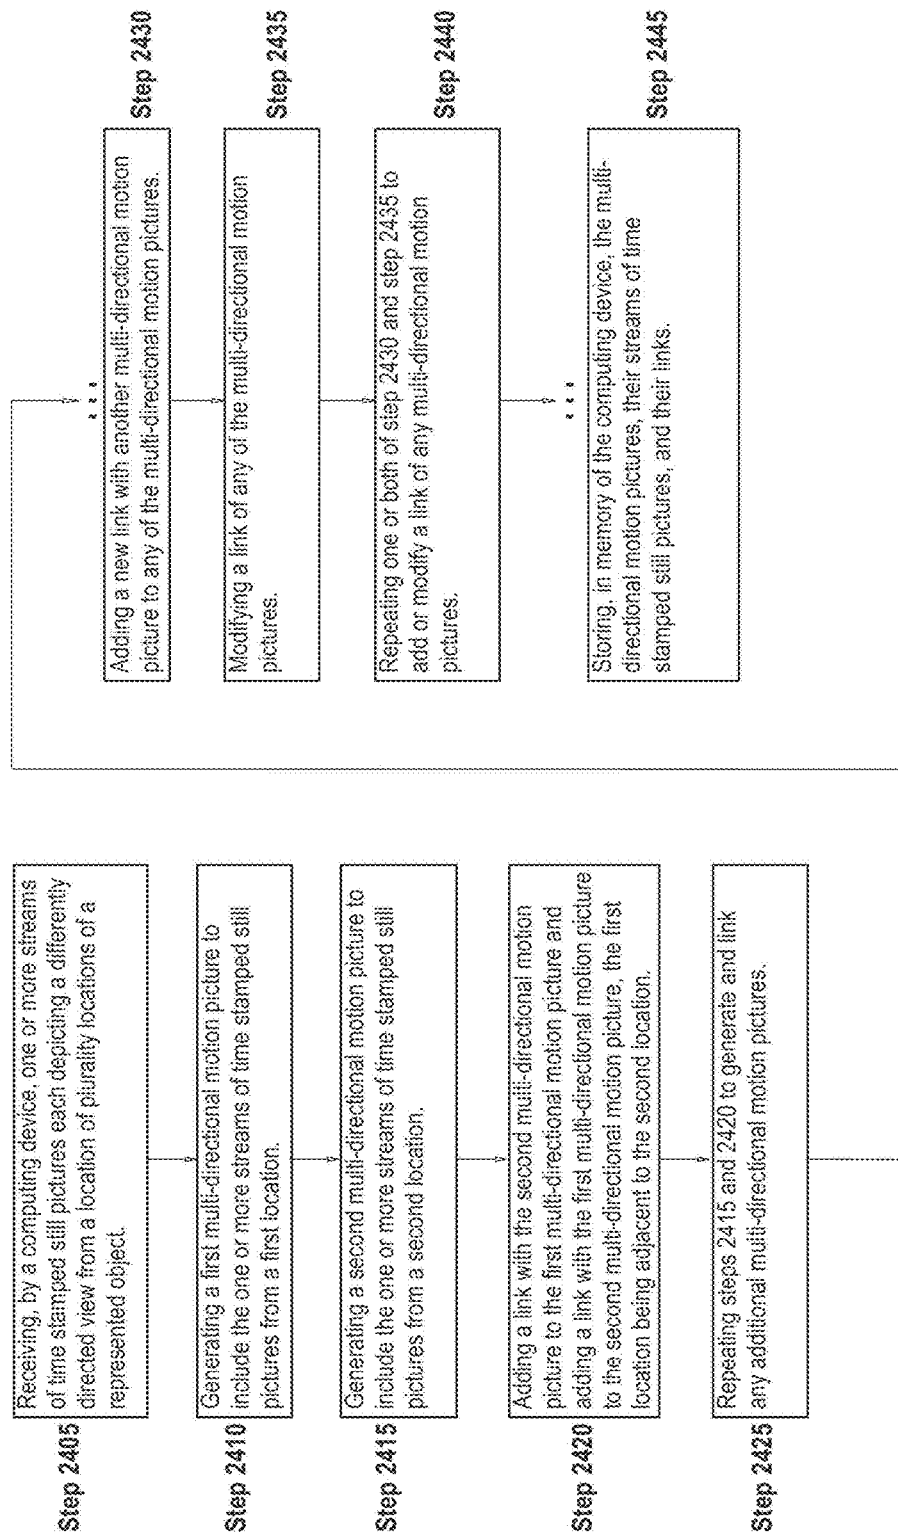 Step 2405
Receiving, by a computing device, one or more streams
of time stamped still pictures each depicting a differently
directed view from a location of plurality locations of a
represented object.
Step 2410
Generating a first multi-directional motion picture to
include the one or more streams of time stamped still
pictures from a first location.
Step 2415
Generating a second multi-directional motion picture to
include the one or more streams of time stamped still
pictures from a second location.
Step 2420
Adding a link with the second multi-directional motion
picture to the first multi-directional motion picture and
adding a link with the first multi-directional motion picture
to the second multi-directional motion picture, the first
location being adjacent to the second location.
Step 2425
Repeating steps 2415 and 2420 to generate and link
any additional multi-directional motion pictures.
...
Adding a new link with another multi-directional motion
picture to any of the multi-directional motion pictures.
Step 2430
Modifying a link of any of the multi-directional motion
pictures.
Step 2435
Repeating one or both of step 2430 and step 2435 to
add or modify a link of any multi-directional motion
pictures.
Step 2440
...
Storing, in memory of the computing device, the multi-
directional motion pictures, their streams of time
stamped still pictures, and their links.
Step 2445